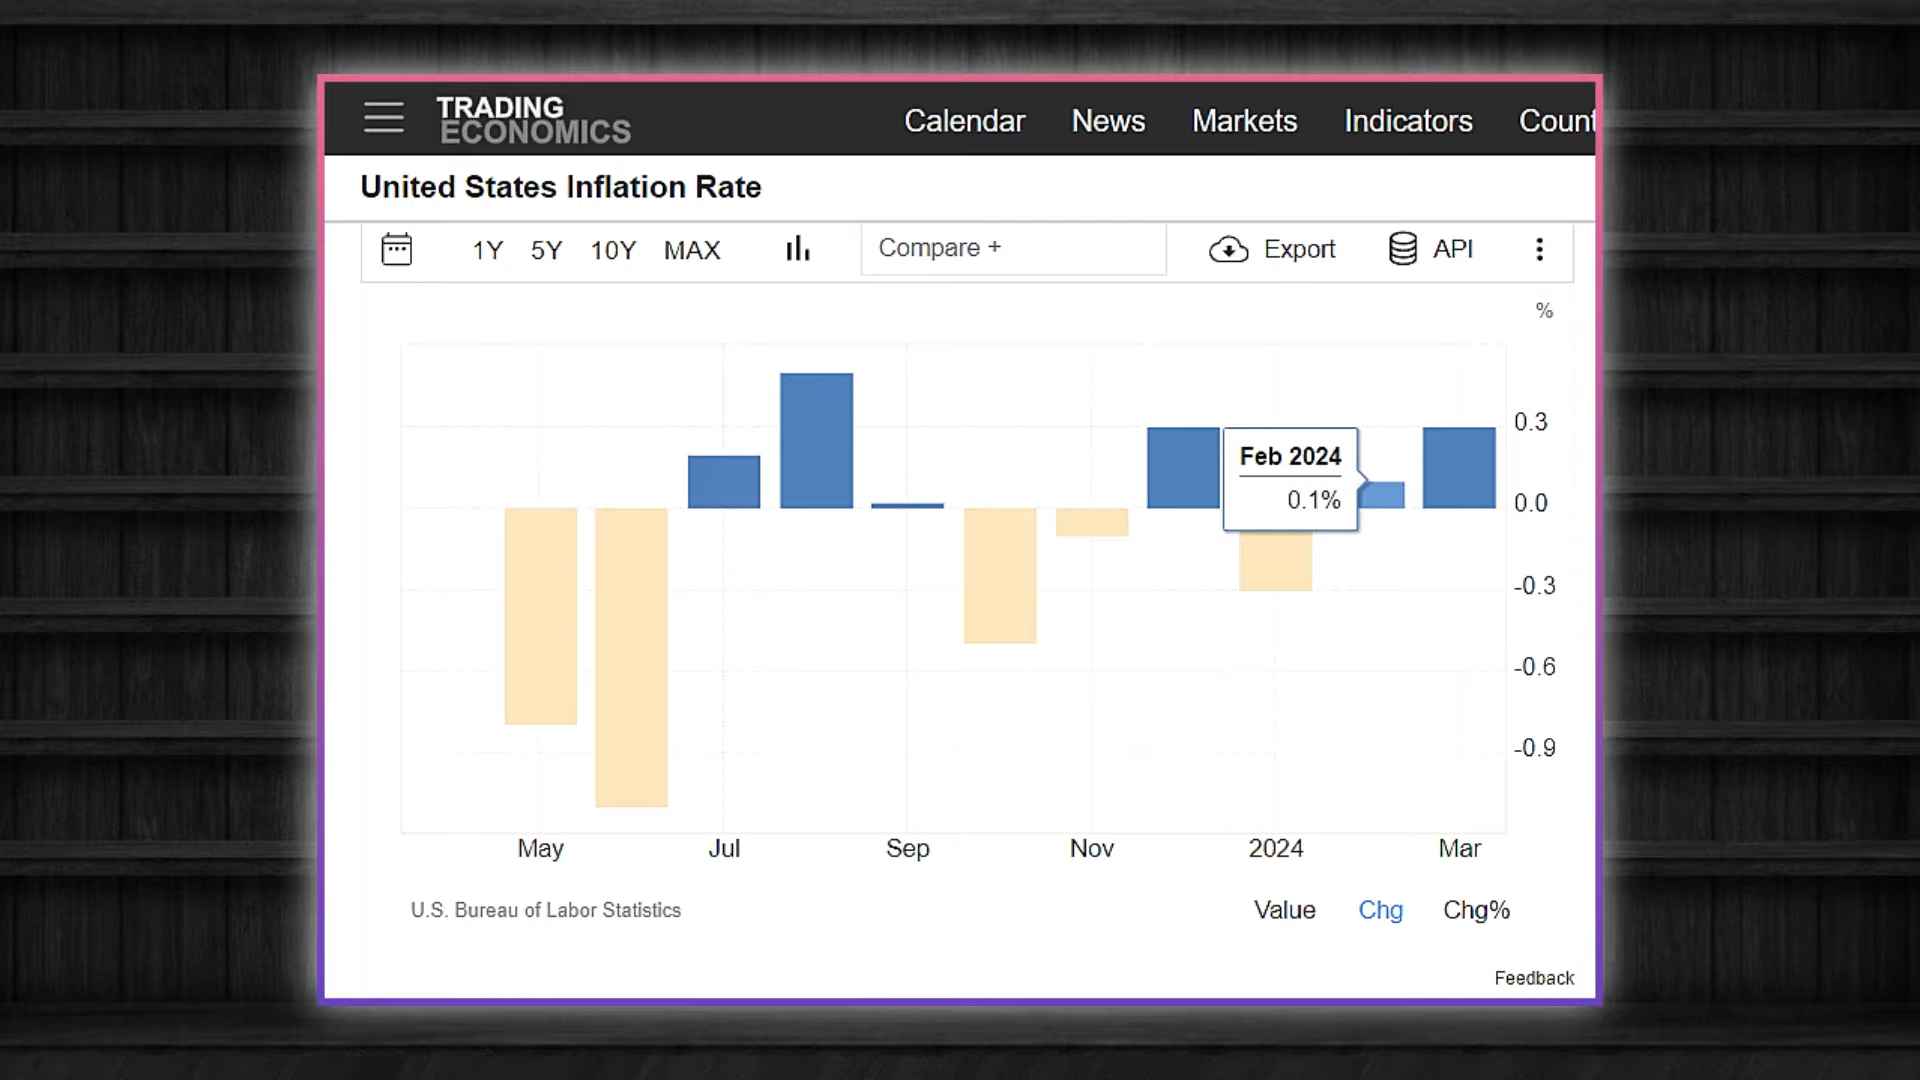 TRADING
ECONOMICS
Calendar News Markets Indicators Count
United States Inflation Rate
1Y 5Y 10Y MAX Compare + Export API
%
0.3
0.0
-0.3
-0.6
-0.9
Feb 2024
0.1%
May Jul Sep Nov 2024 Mar
U.S. Bureau of Labor Statistics Value Chg Chg%
Feedback